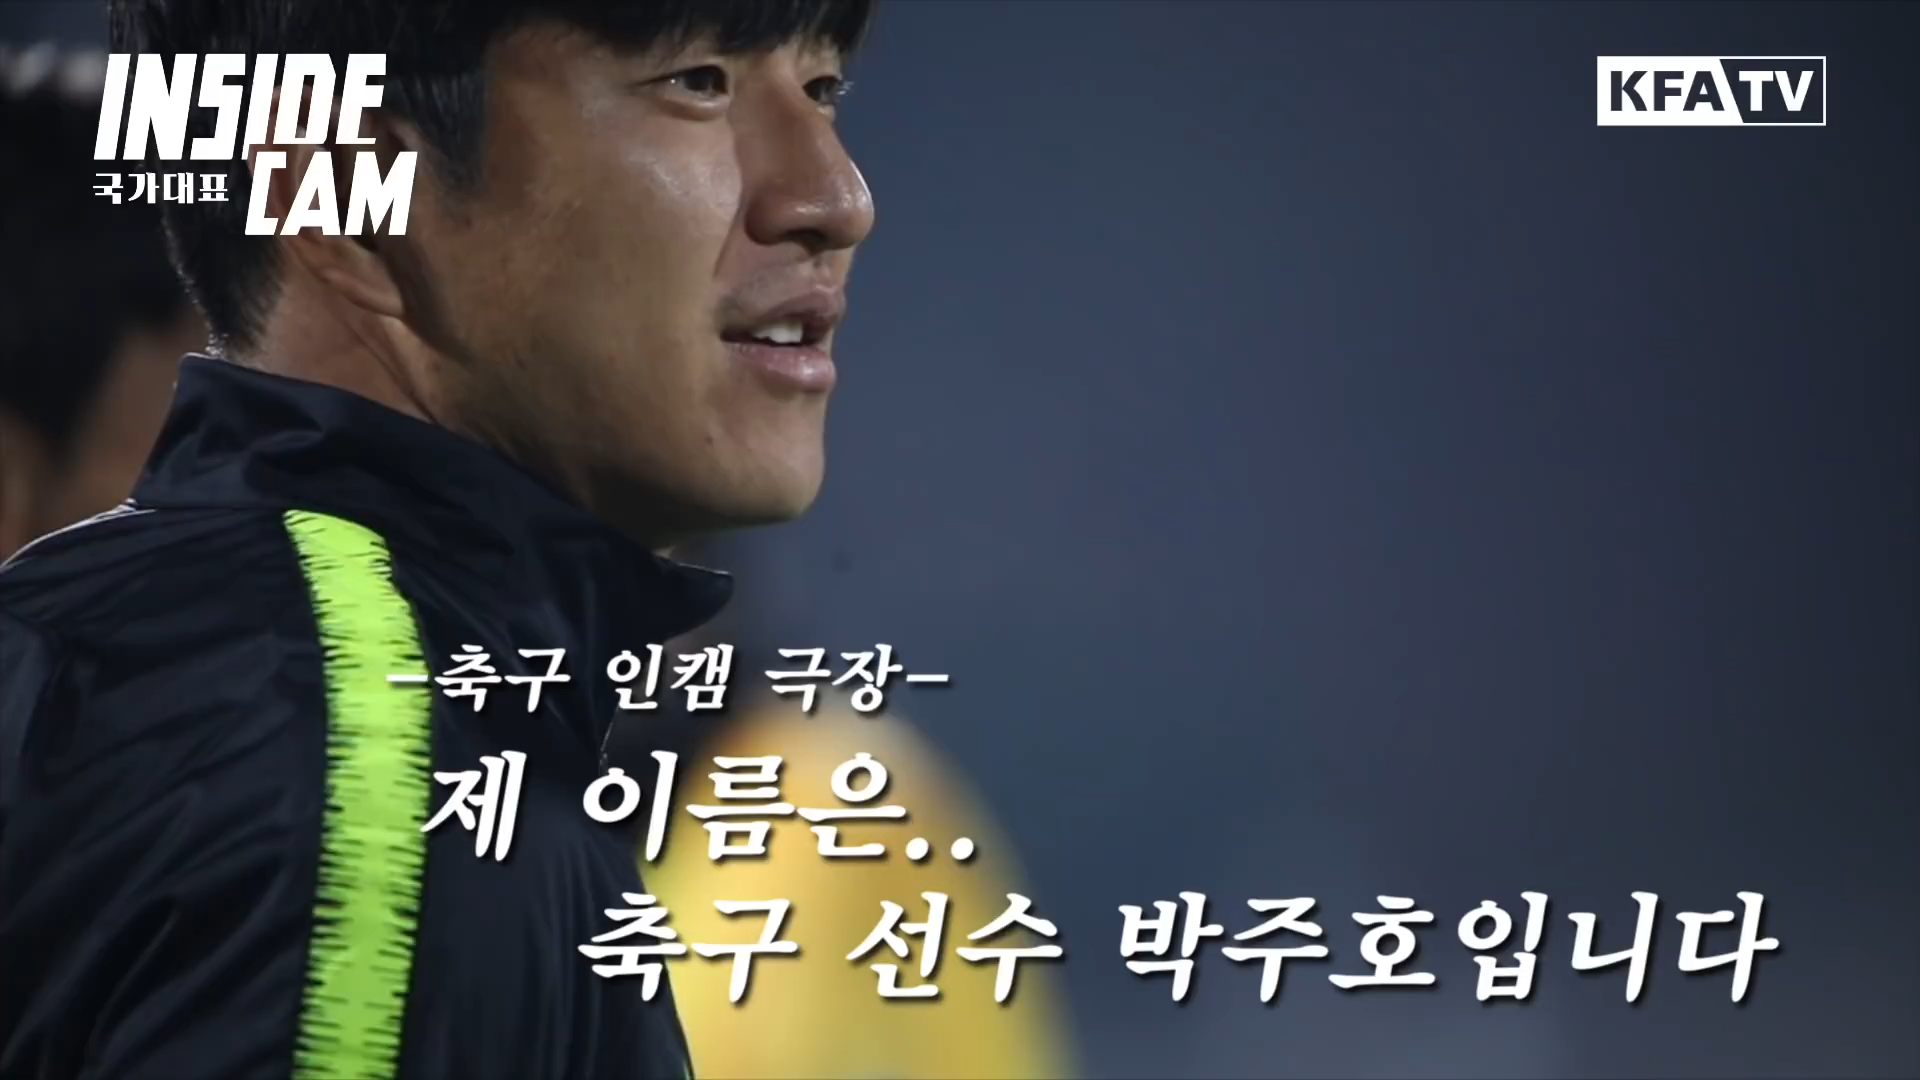 INSIDE
국가대표 CAM
KFA TV
-축구 인캠 극장-
제 이름은..
축구 선수 박주호입니다